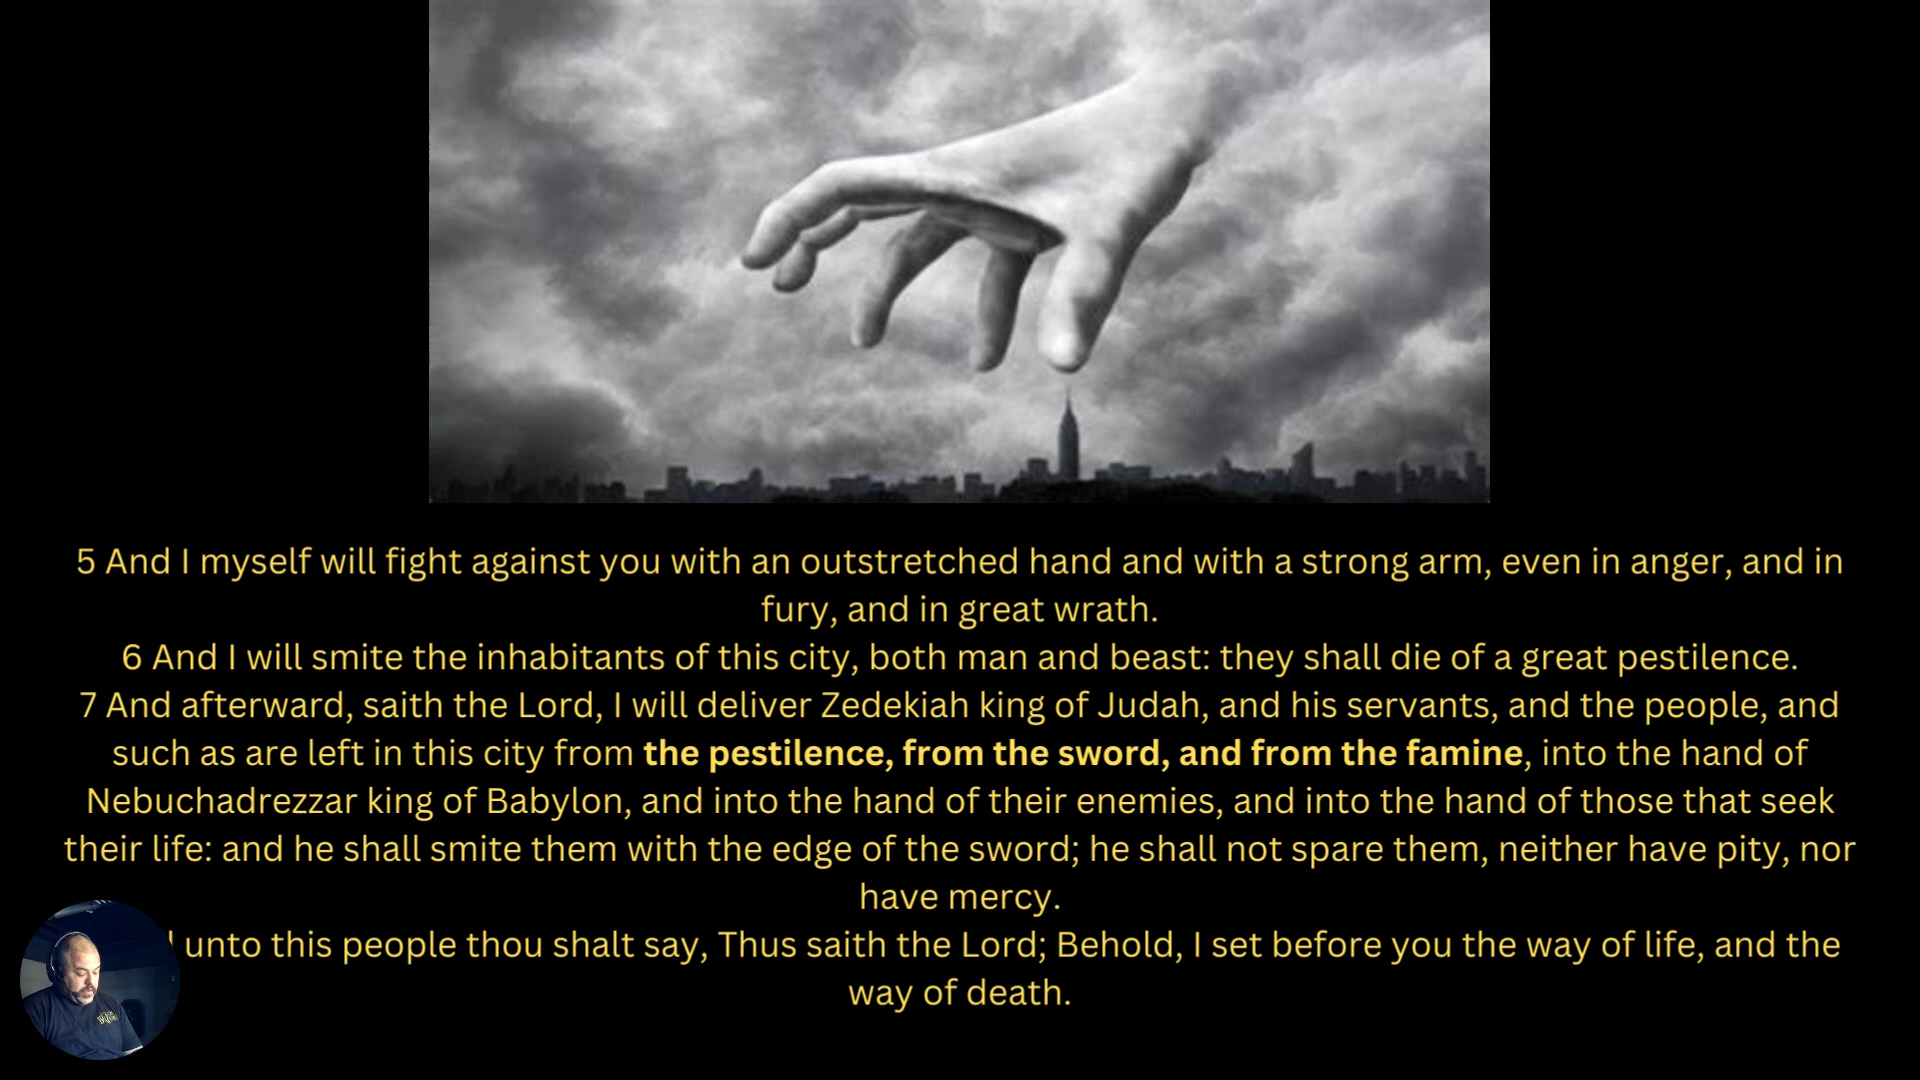 5 And I myself will fight against you with an outstretched hand and with a strong arm, even in anger, and in
fury, and in great wrath.
6 And I will smite the inhabitants of this city, both man and beast: they shall die of a great pestilence.
7 And afterward, saith the Lord, I will deliver Zedekiah king of Judah, and his servants, and the people, and
such as are left in this city from the pestilence, from the sword, and from the famine, into the hand of
Nebuchadrezzar king of Babylon, and into the hand of their enemies, and into the hand of those that seek
their life: and he shall smite them with the edge of the sword; he shall not spare them, neither have pity, nor
have mercy.
unto this people thou shalt say, Thus saith the Lord; Behold, I set before you the way of life, and the
way of death.